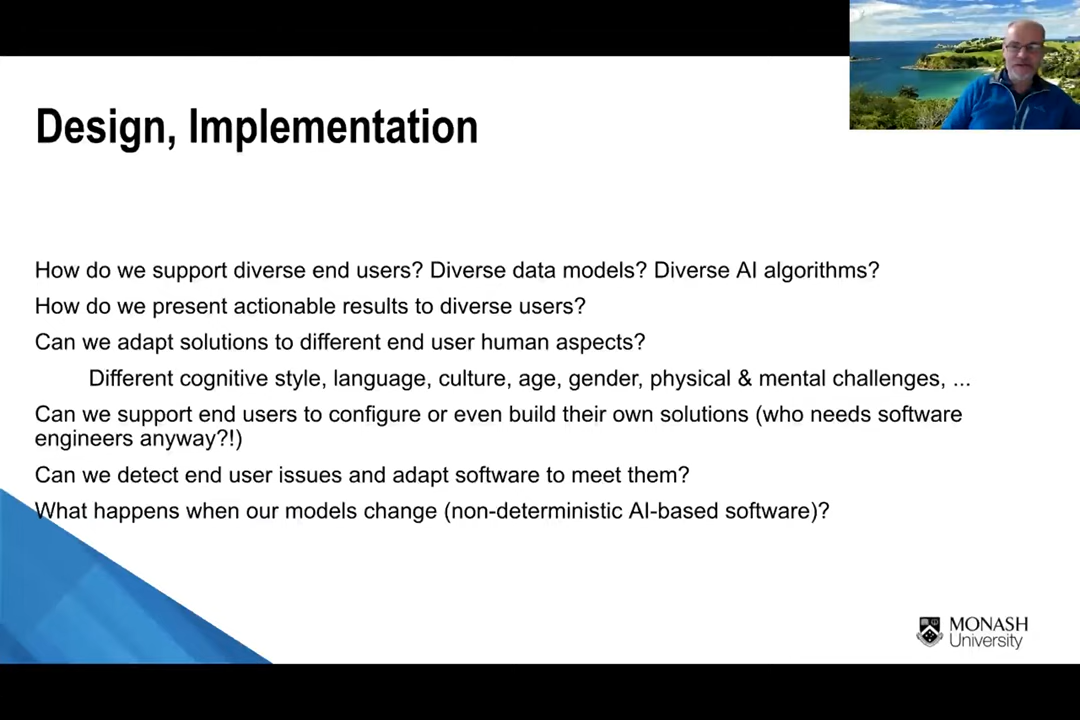 Design, Implementation
How do we support diverse end users? Diverse data models? Diverse AI algorithms?
How do we present actionable results to diverse users?
Can we adapt solutions to different end user human aspects?
Different cognitive style, language, culture, age, gender, physical & mental challenges, ...
Can we support end users to configure or even build their own solutions (who needs software
engineers anyway?!)
Can we detect end user issues and adapt software to meet them?
What happens when our models change (non-deterministic AI-based software)?
MONASH
University